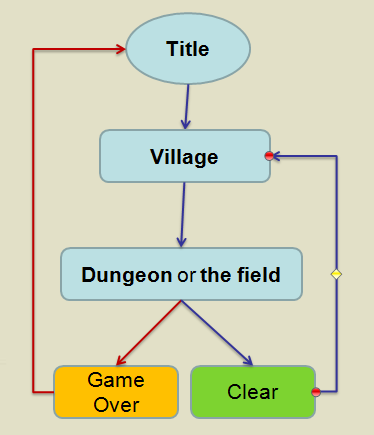 Title
Village
Dungeon or the field
Game
Over
Clear